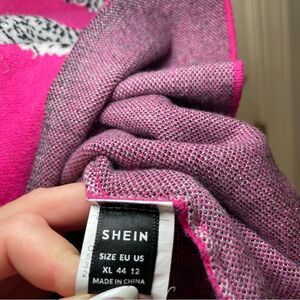 SHEIN
SIZE EU US
XL 44 12
MADE IN CHINA